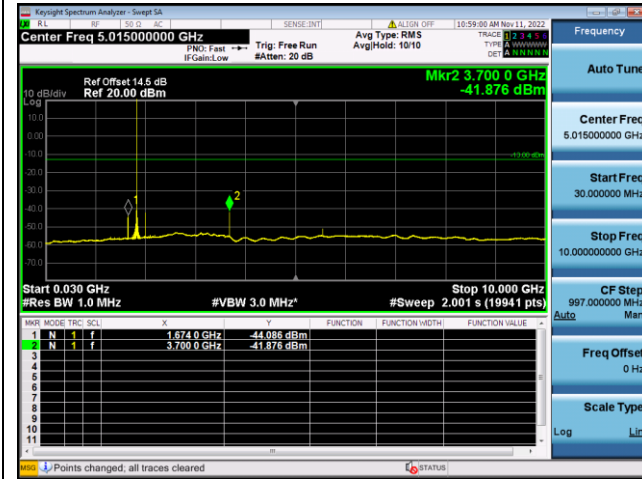 Keysight Spectrum Analyzer - Swept SA
RL RF 50 Ω AC SENSE:INT ALIGN OFF 10:59:00 AM Nov 11, 2022
Center Freq 5.015000000 GHz
PNO: Fast
IFGain:Low
Trig: Free Run
#Atten: 20 dB
Avg Type: RMS
Avg|Hold: 10/10
TRACE 1 2 3 4 5 6
TYPE A WWWWW
DET A N N N N N
Frequency
Auto Tune
Center Freq
5.015000000 GHz
Start Freq
30.000000 MHz
Stop Freq
10.000000000 GHz
CF Step
997.000000 MHz
Auto Man
Freq Offset
0 Hz
Scale Type
Log Lin
Ref Offset 14.5 dB
10 dB/div Ref 20.00 dBm
Log
Mkr2 3.700 0 GHz
-41.876 dBm
10.0
0.00
-10.0
-13.00 dBm
-20.0
-30.0
-40.0
-50.0
-60.0
-70.0
1
2
Start 0.030 GHz Stop 10.000 GHz
#Res BW 1.0 MHz #VBW 3.0 MHz* #Sweep 2.001 s (19941 pts)
MKR MODE TRC SCL X Y FUNCTION FUNCTION WIDTH FUNCTION VALUE
1 N 1 f 1.674 0 GHz -44.086 dBm
2 N 1 f 3.700 0 GHz -41.876 dBm
3
4
5
6
7
8
9
10
11
MSG Points changed; all traces cleared STATUS